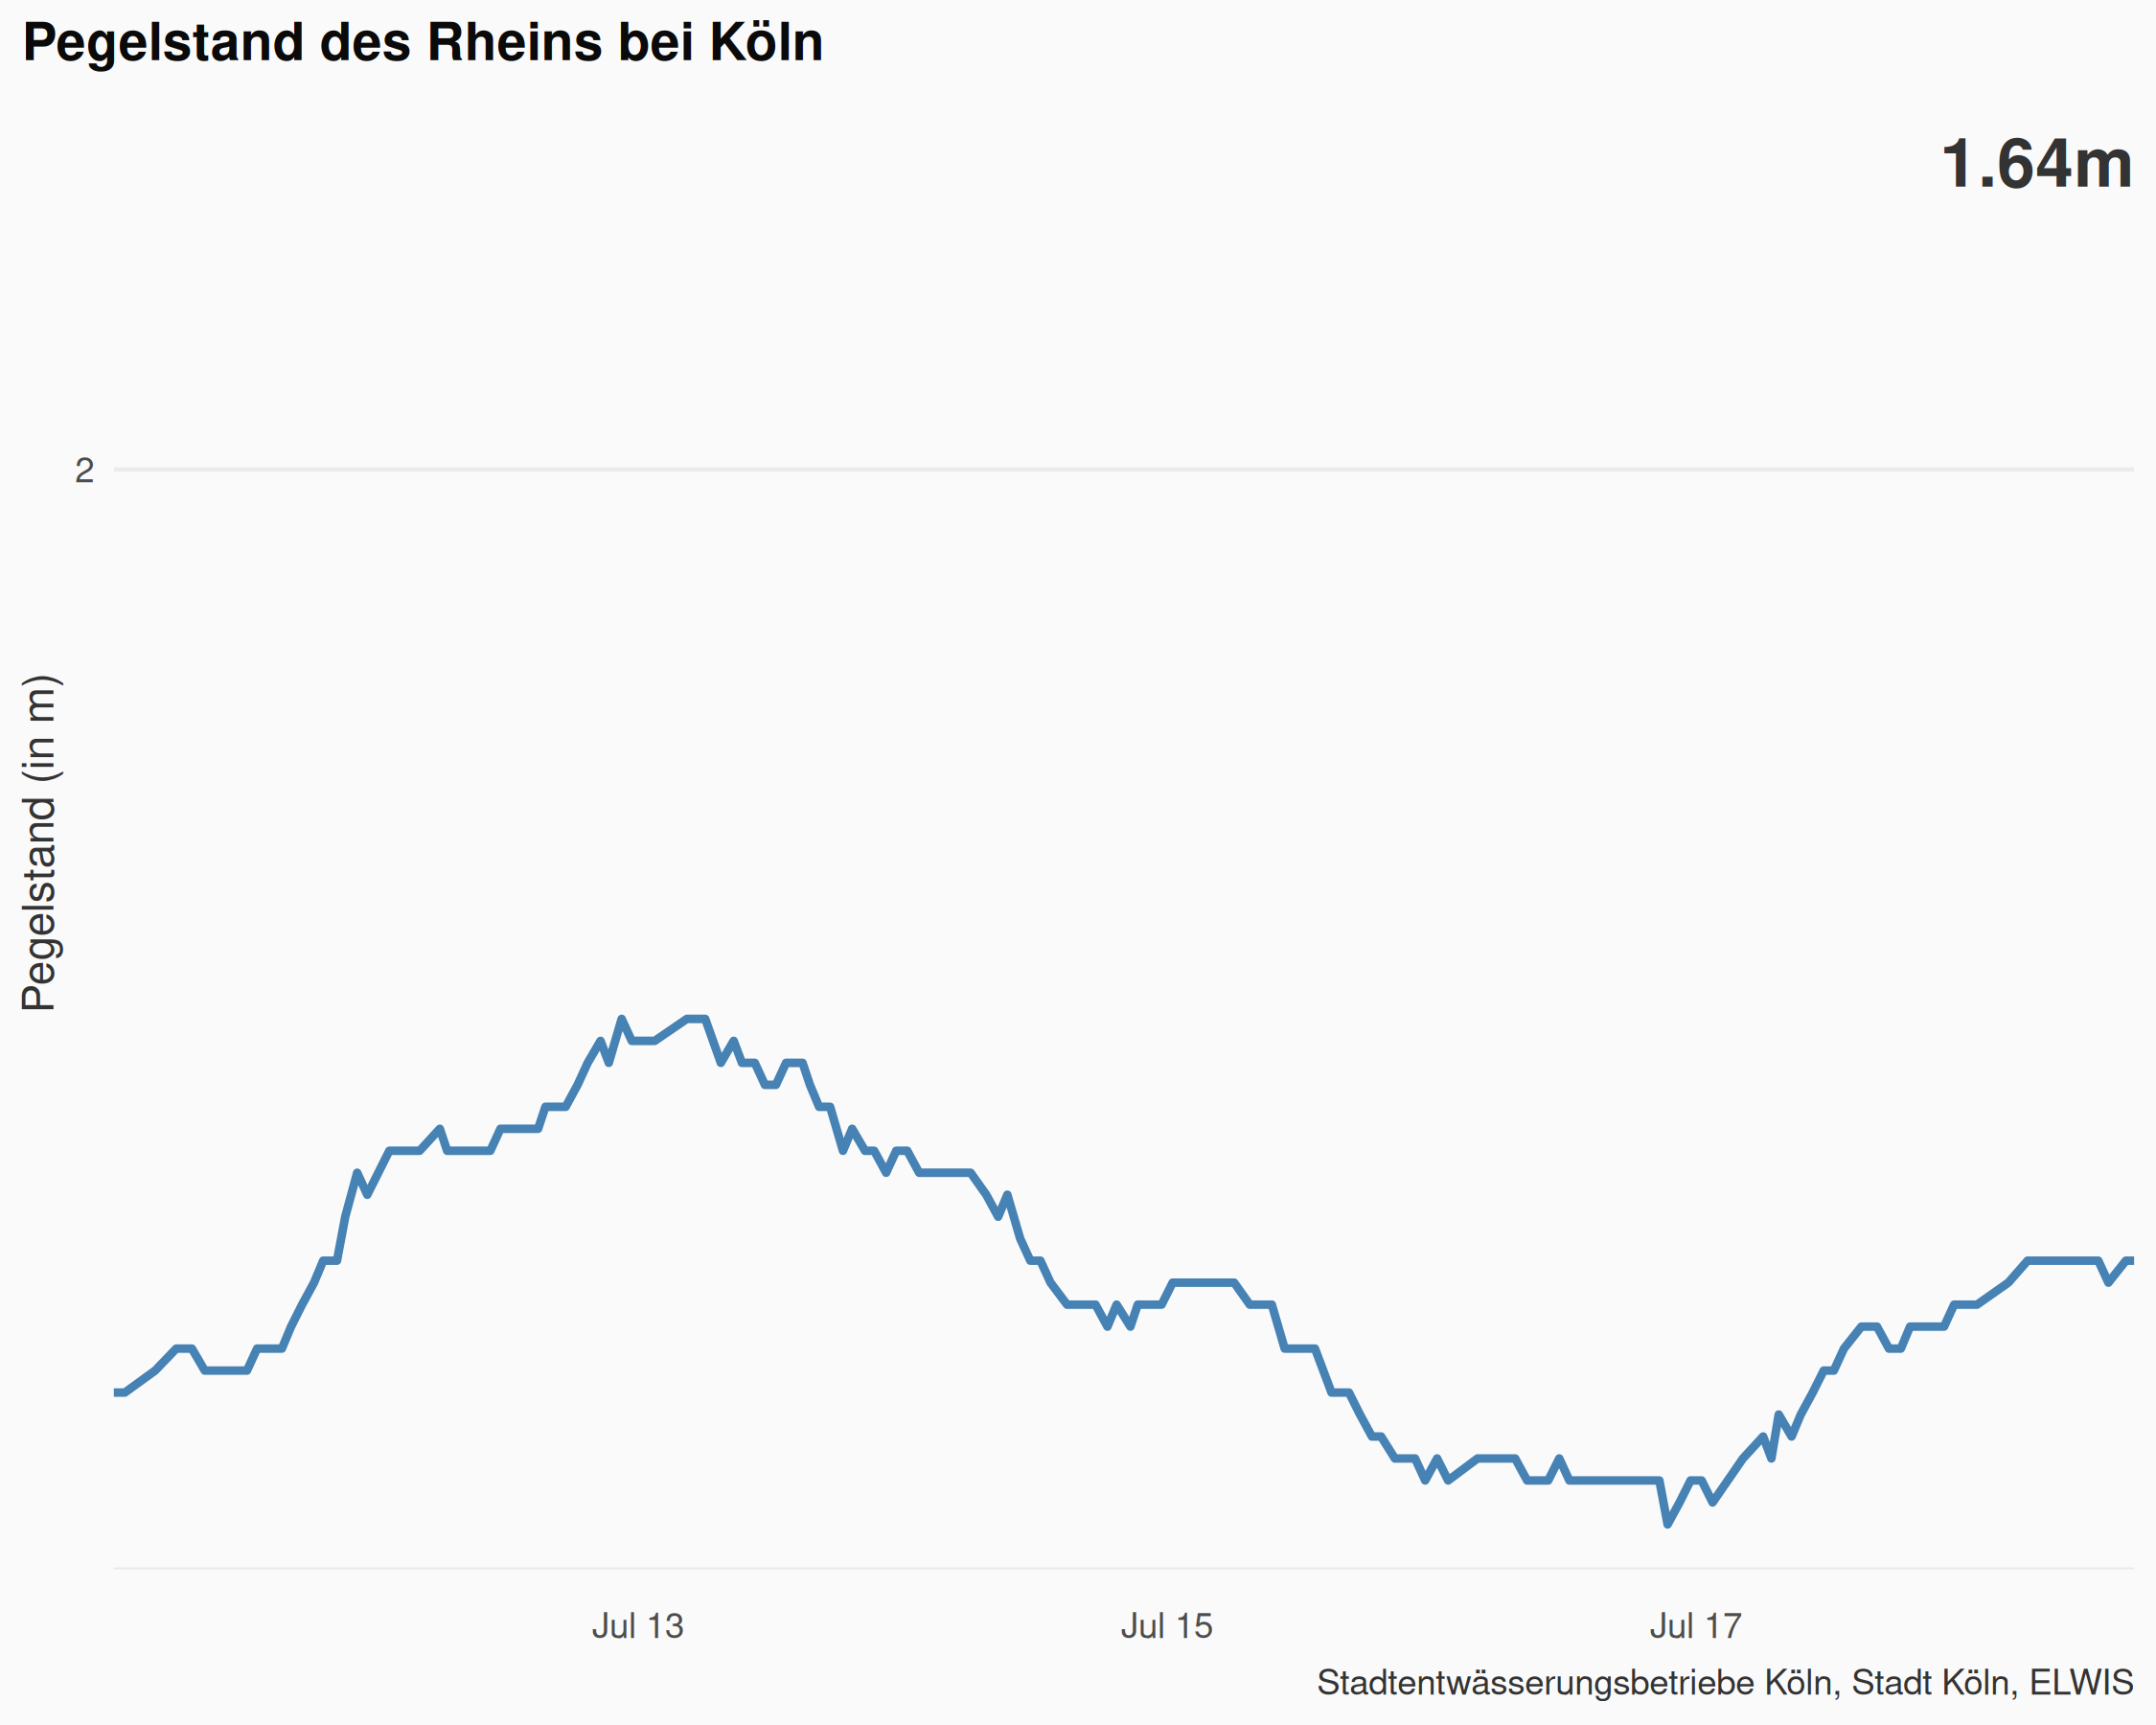 Pegelstand des Rheins bei Köln
1.64m
2
Pegelstand (in m)
Jul 13
Jul 15
Jul 17
Stadtentwässerungsbetriebe Köln, Stadt Köln, ELWIS